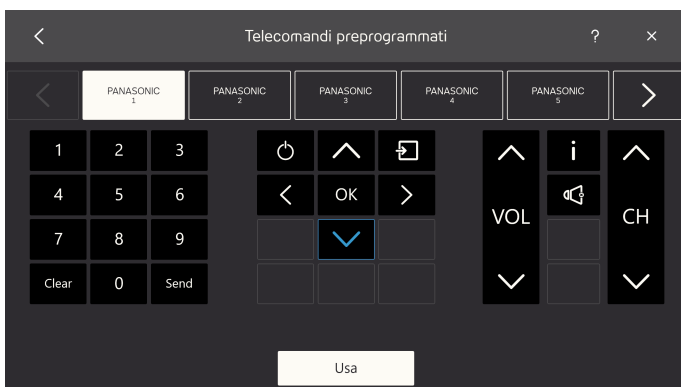 Telecomandi preprogrammati ?
PANASONIC
1
PANASONIC
2
PANASONIC
3
PANASONIC
4
PANASONIC
5
1 2 3
4 5 6
7 8 9
Clear 0 Send
OK
VOL
i
CH
Usa